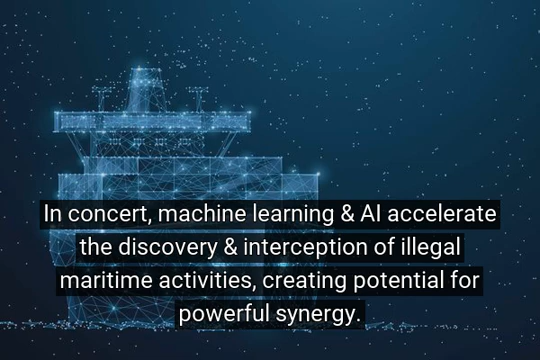 In concert, machine learning & AI accelerate
the discovery & interception of illegal
maritime activities, creating potential for
powerful synergy.